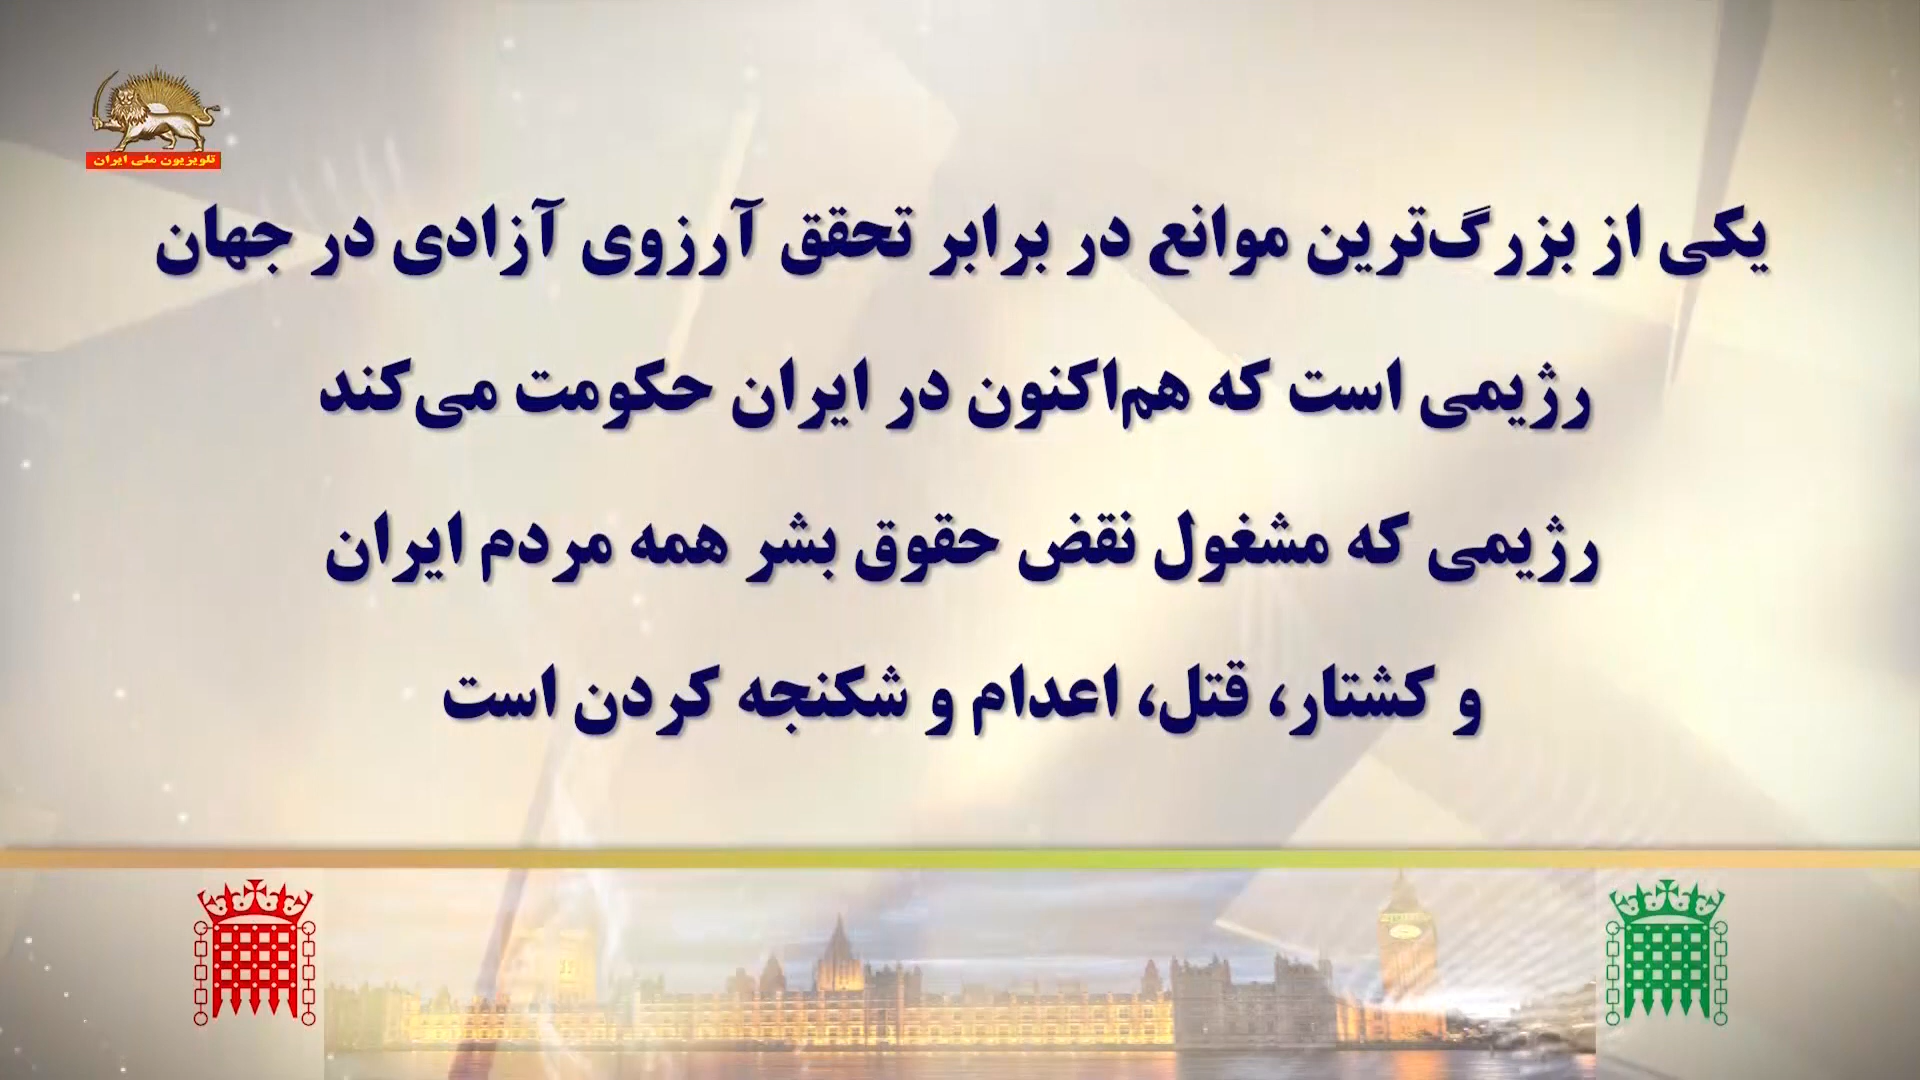 تلویزیون ملی ایران
یکی از بزرگ‌ترین موانع در برابر تحقق آرزوی آزادی در جهان
رژیمی است که هم‌اکنون در ایران حکومت می‌کند
رژیمی که مشغول نقض حقوق بشر همه مردم ایران
و کشتار، قتل، اعدام و شکنجه کردن است